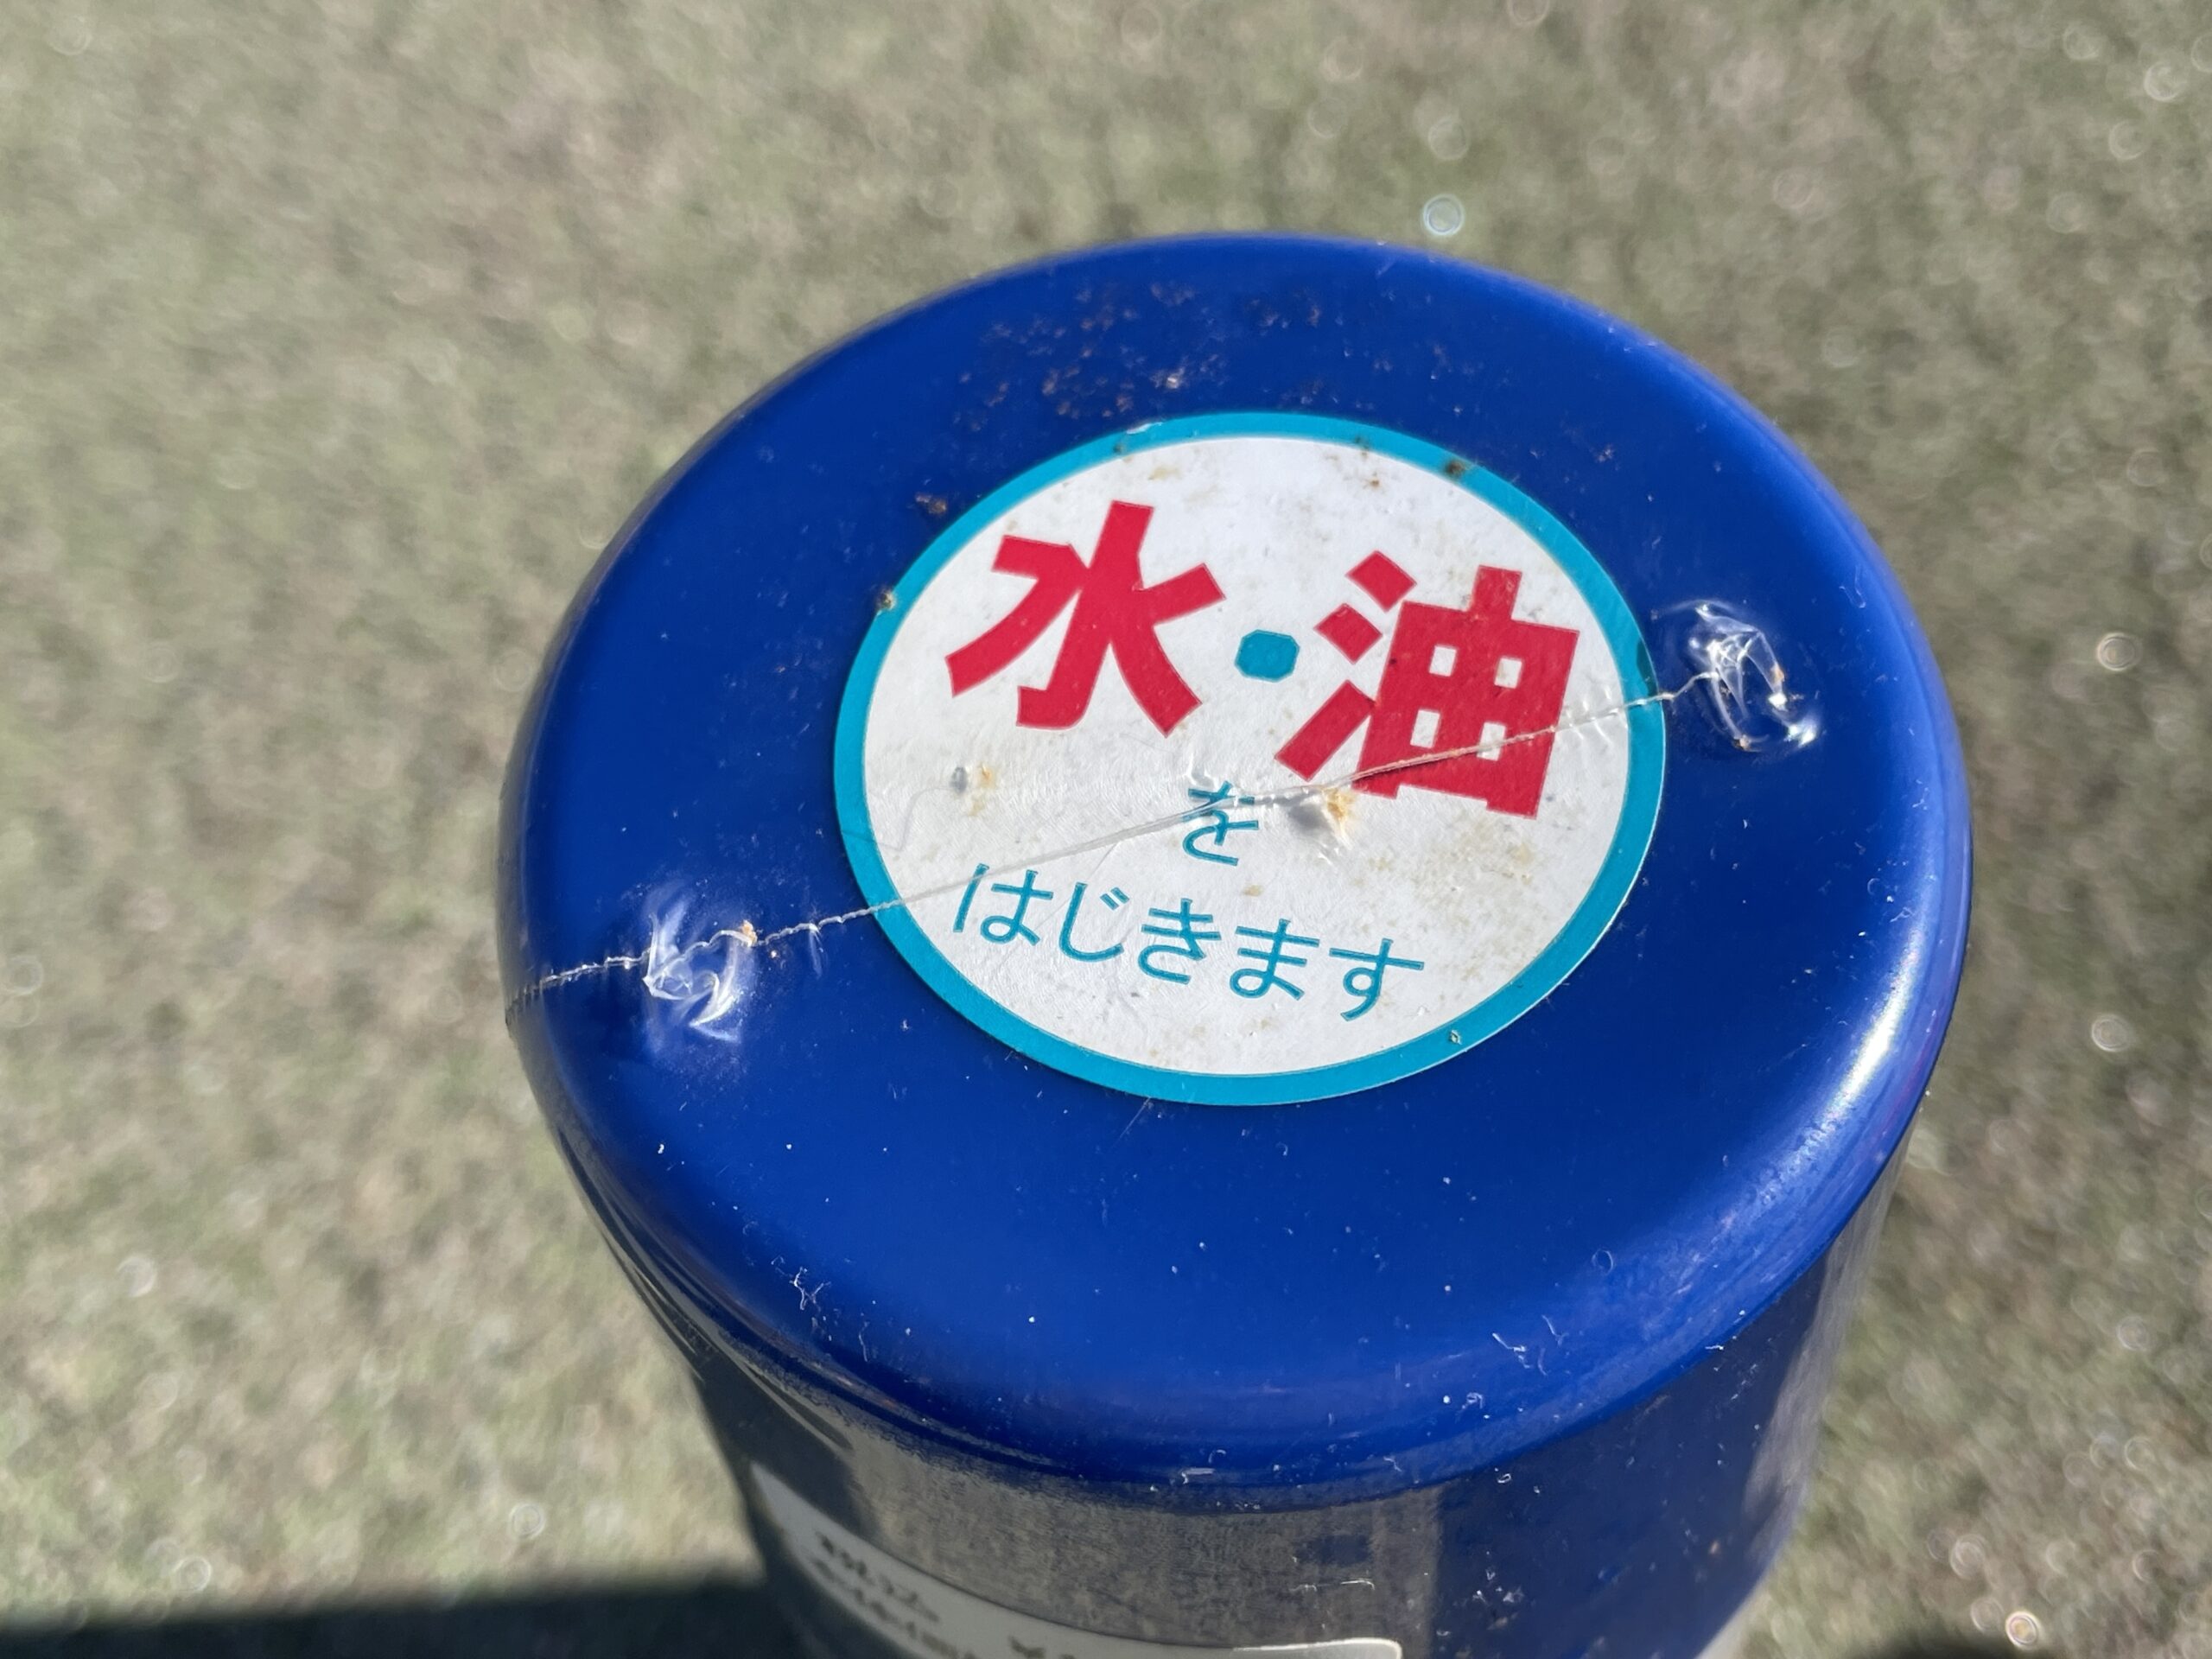 水・油
を
はじきます